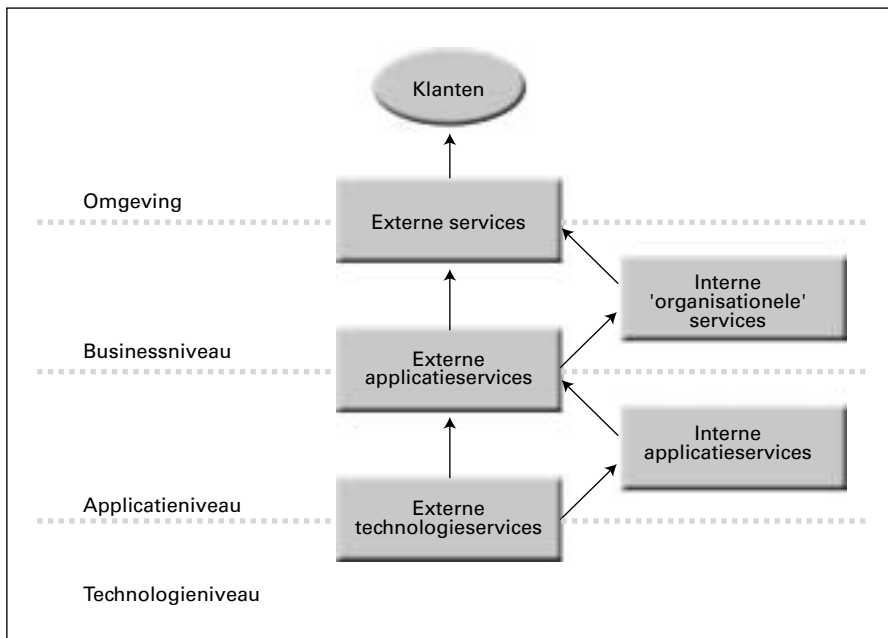 Klanten
Omgeving
Externe services
Interne
'organisationele'
services
Businessniveau
Externe
applicatieservices
Interne
applicatieservices
Applicatieniveau
Externe
technologieservices
Technologieniveau